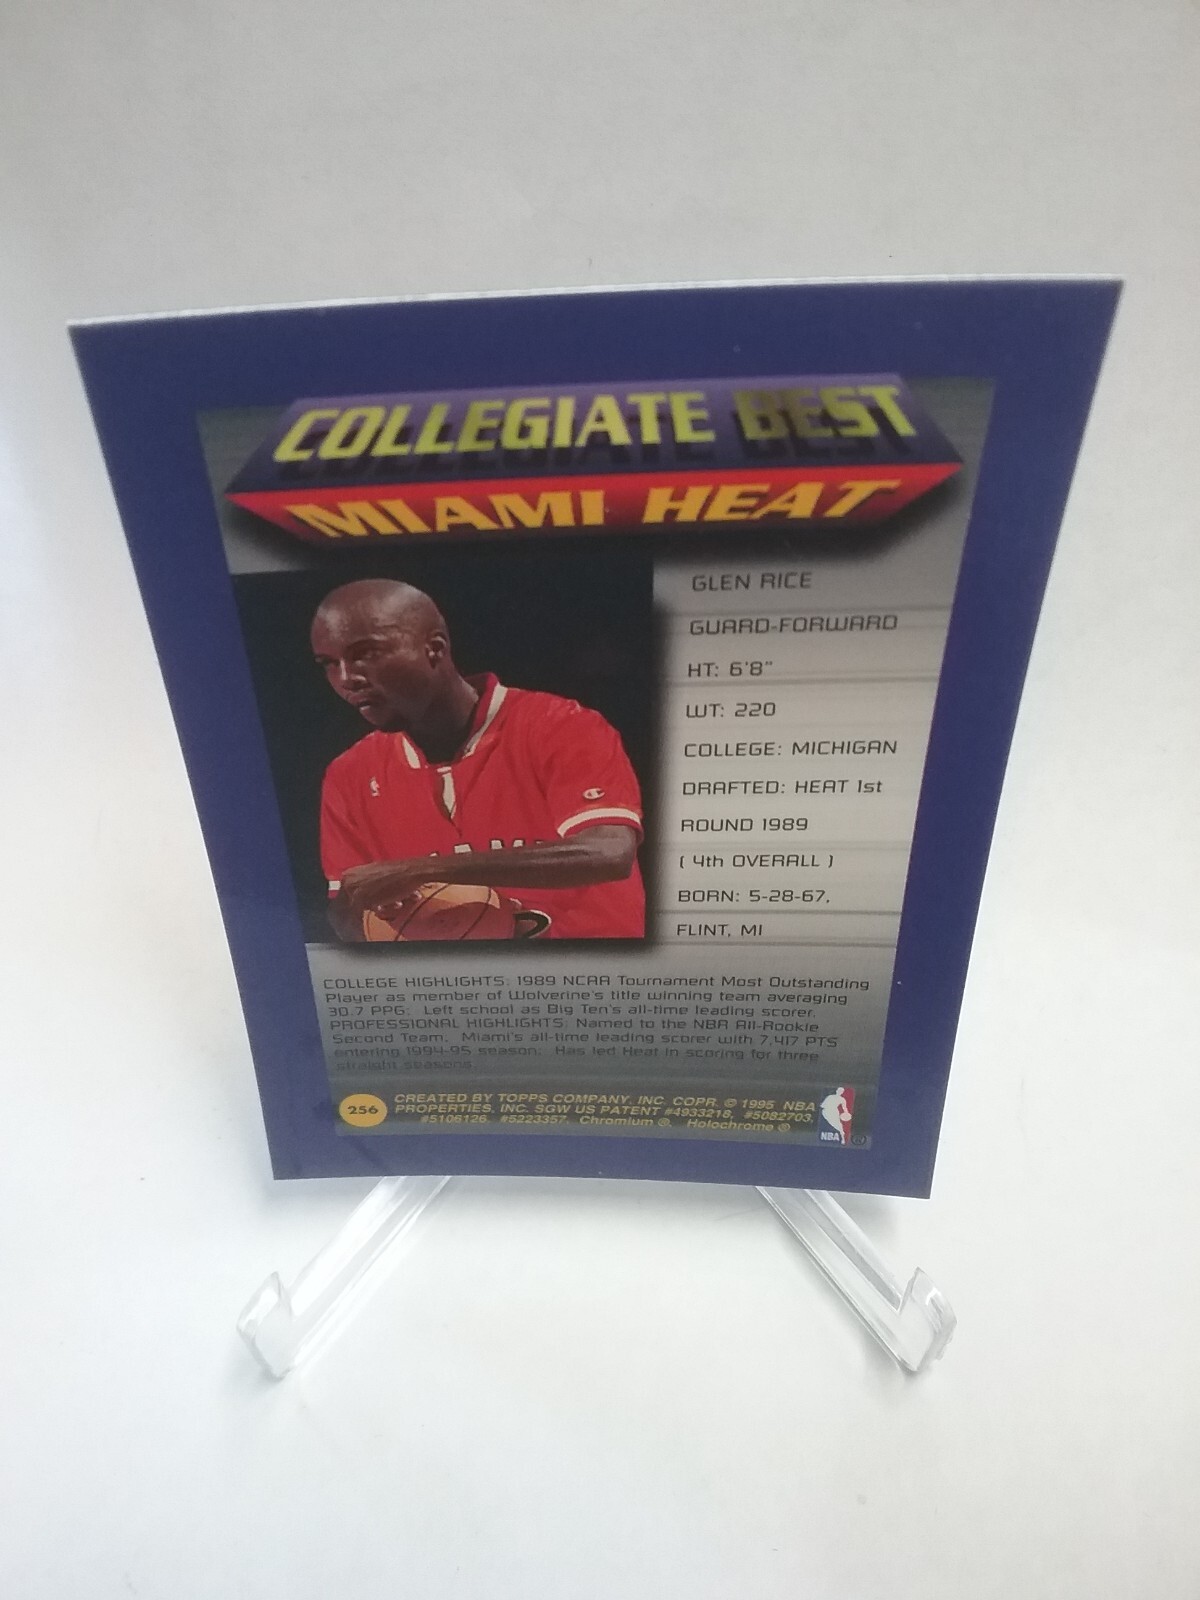 COLLEGIATE BEST
MIAMI HEAT
GLEN RICE
GUARD-FORWARD
HT: 6'8"
WT: 220
COLLEGE: MICHIGAN
DRAFTED: HEAT 1st
ROUND 1989
( 4th OVERALL )
BORN: 5-28-67,
FLINT, MI
MIAMI
COLLEGE HIGHLIGHTS: 1989 NCAA Tournament Most Outstanding
Player as member of Wolverine's title winning team averaging
30.7 PPG. Left school as Big Ten's all-time leading scorer.
PROFESSIONAL HIGHLIGHTS: Named to the NBA All-Rookie
Second Team. Miami's all-time leading scorer with 7,417 PTS
entering 1994-95 season. Has led Heat in scoring for three
straight seasons.
256
CREATED BY TOPPS COMPANY, INC. COPR. © 1995 NBA
PROPERTIES, INC. SGW US PATENT #4933218, #5082703,
#5106126, #5223357. Chromium ®, Holochrome ®
NBA ®